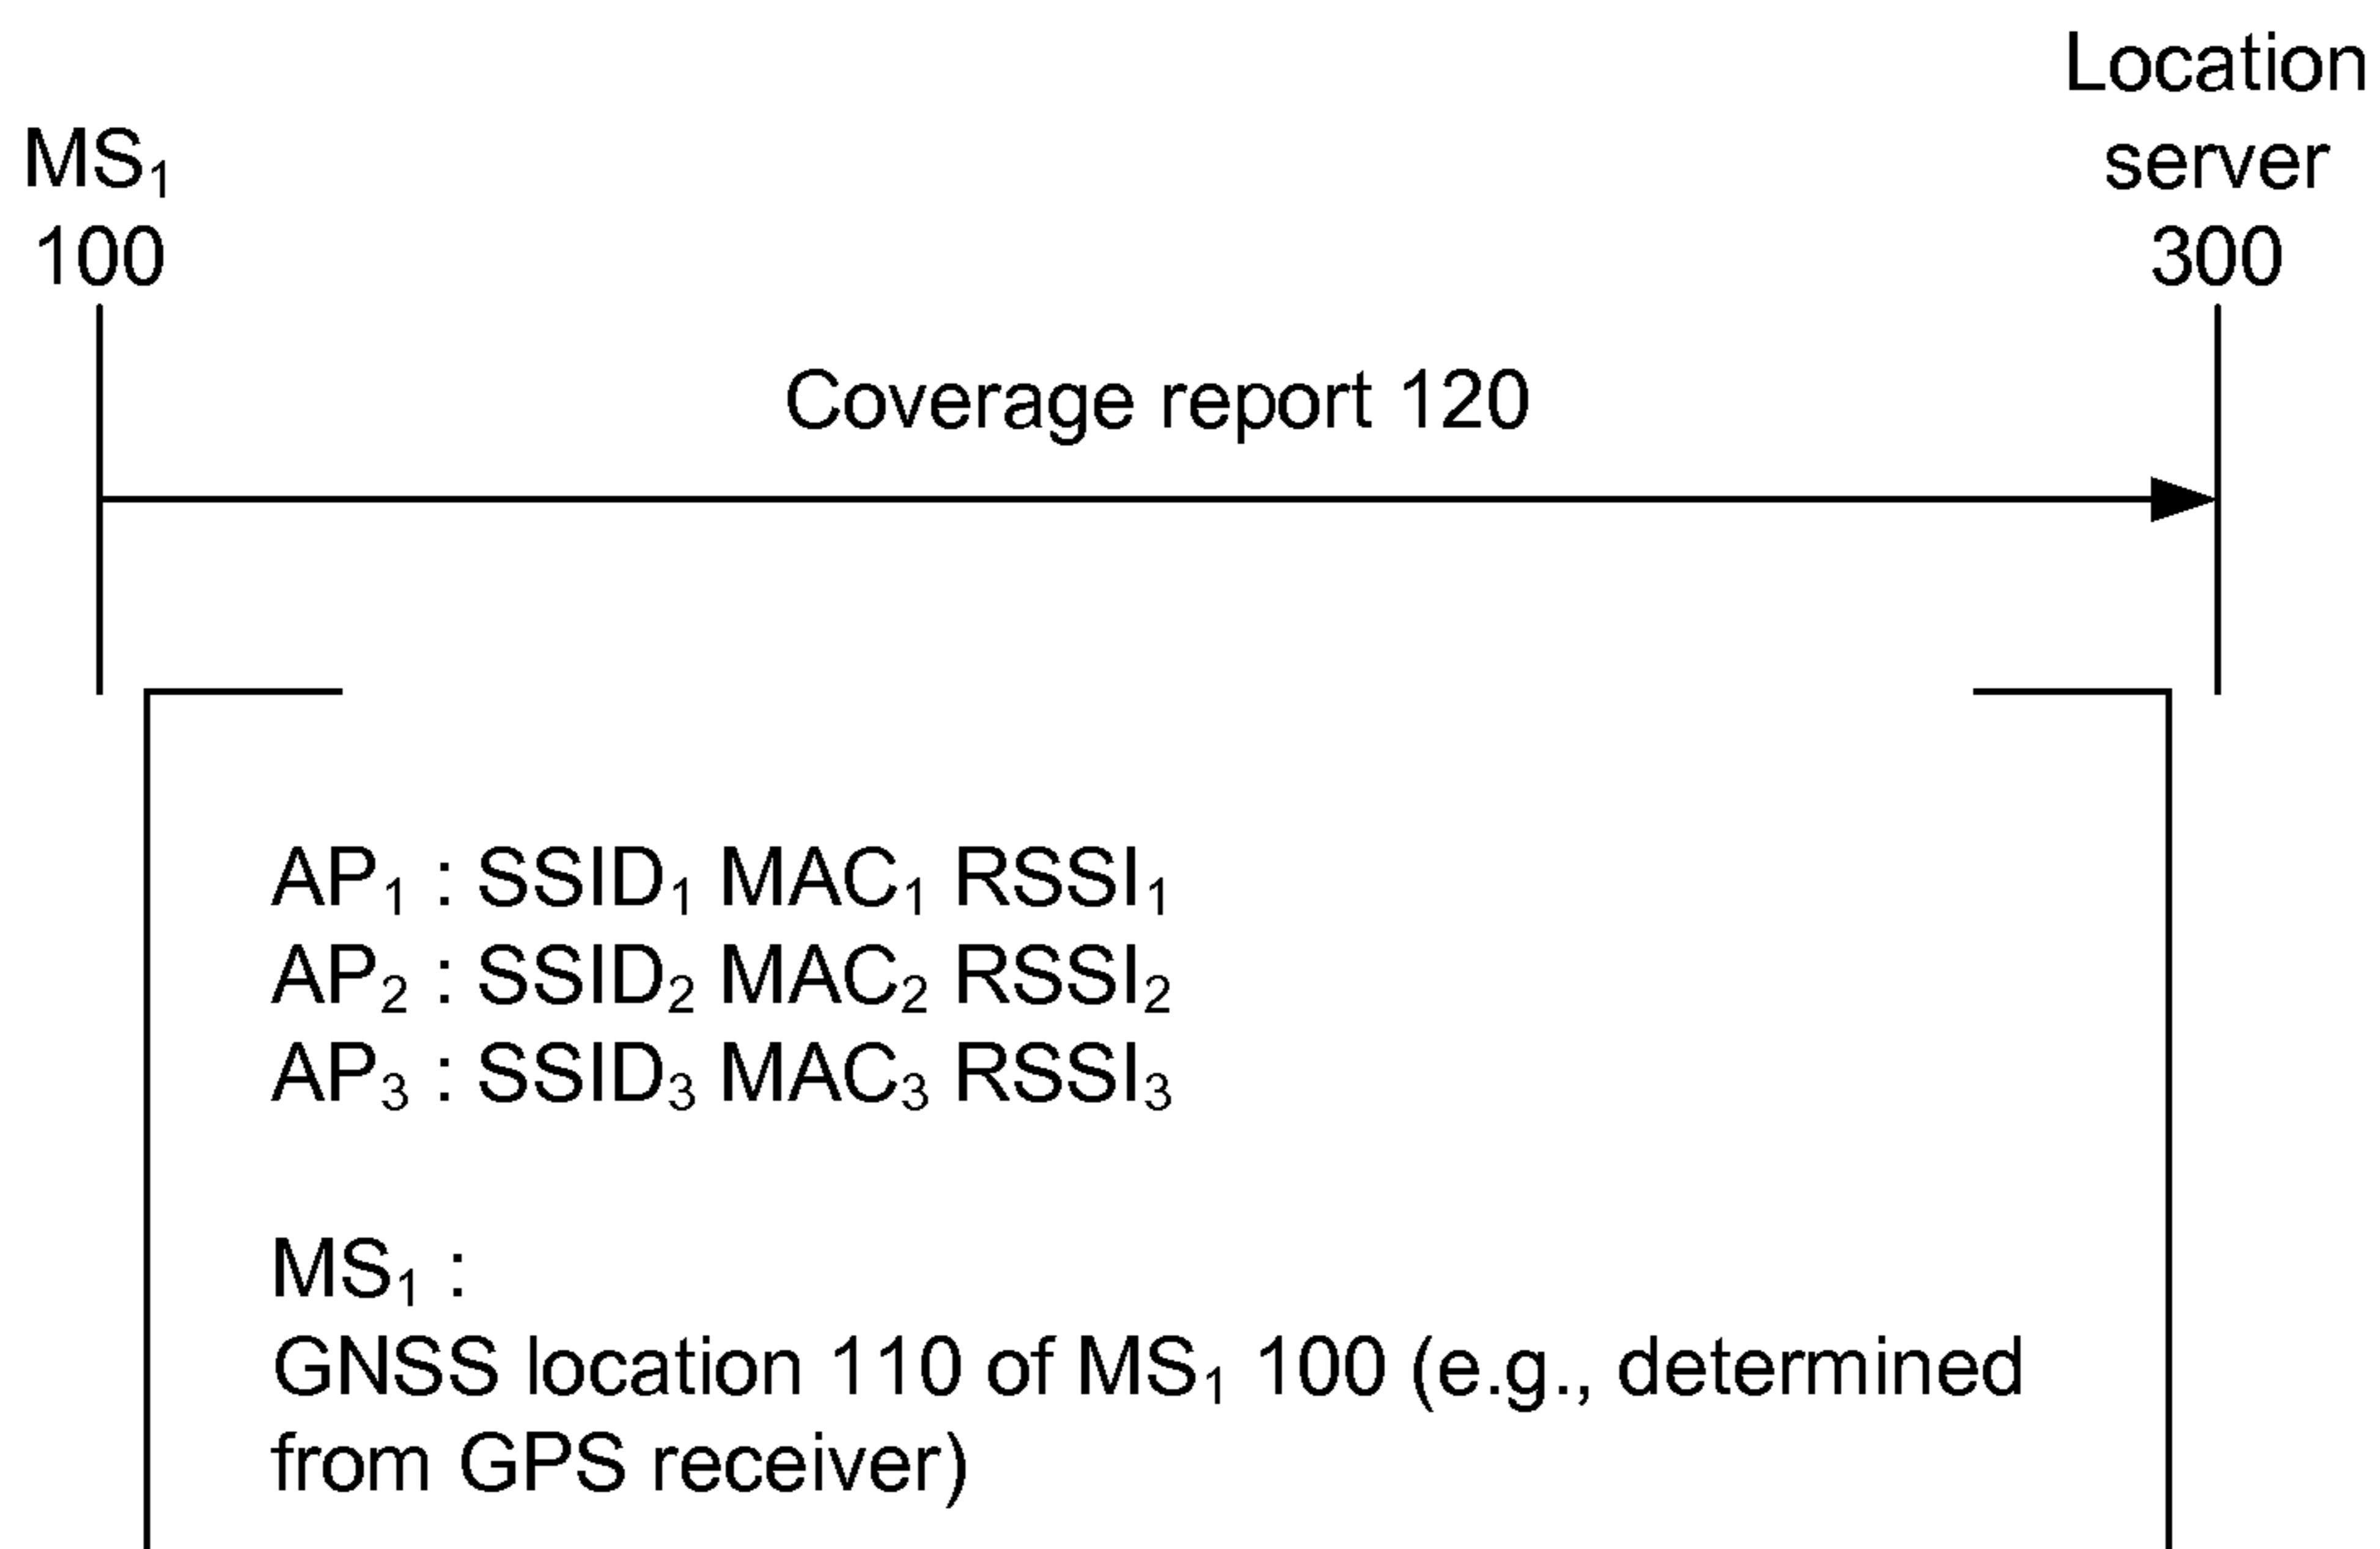 Location
server
300
MS₁
100
Coverage report 120
AP₁ : SSID₁ MAC₁ RSSI₁
AP₂ : SSID₂ MAC₂ RSSI₂
AP₃ : SSID₃ MAC₃ RSSI₃
MS₁ :
GNSS location 110 of MS₁ 100 (e.g., determined
from GPS receiver)